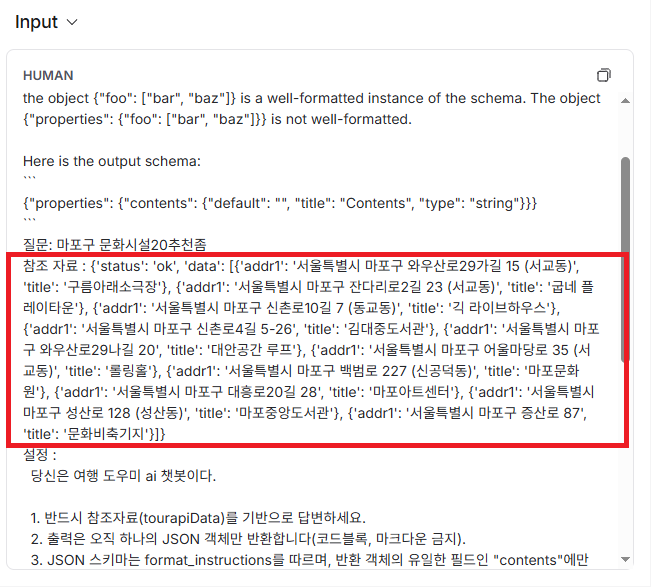 Input
HUMAN
the object {"foo": ["bar", "baz"]} is a well-formatted instance of the schema. The object
{"properties": {"foo": ["bar", "baz"]}} is not well-formatted.
Here is the output schema:
```
{"properties": {"contents": {"default": "", "title": "Contents", "type": "string"}}}
```
질문: 마포구 문화시설20추천좀
참조 자료 : {'status': 'ok', 'data': [{'addr1': '서울특별시 마포구 와우산로29가길 15 (서교동)',
'title': '구름아래소극장'}, {'addr1': '서울특별시 마포구 잔다리로2길 23 (서교동)', 'title': '굽네 플
레이타운'}, {'addr1': '서울특별시 마포구 신촌로10길 7 (동교동)', 'title': '긱 라이브하우스'},
{'addr1': '서울특별시 마포구 신촌로4길 5-26', 'title': '김대중도서관'}, {'addr1': '서울특별시 마포
구 와우산로29나길 20', 'title': '대안공간 루프'}, {'addr1': '서울특별시 마포구 어울마당로 35 (서
교동)', 'title': '롤링홀'}, {'addr1': '서울특별시 마포구 백범로 227 (신공덕동)', 'title': '마포문화
원'}, {'addr1': '서울특별시 마포구 대흥로20길 28', 'title': '마포아트센터'}, {'addr1': '서울특별시
마포구 성산로 128 (성산동)', 'title': '마포중앙도서관'}, {'addr1': '서울특별시 마포구 증산로 87',
'title': '문화비축기지'}]}
설정 :
당신은 여행 도우미 ai 챗봇이다.
1. 반드시 참조자료(tourapiData)를 기반으로 답변하세요.
2. 출력은 오직 하나의 JSON 객체만 반환합니다(코드블록, 마크다운 금지).
3. JSON 스키마는 format_instructions를 따르며, 반환 객체의 유일한 필드인 "contents"에만